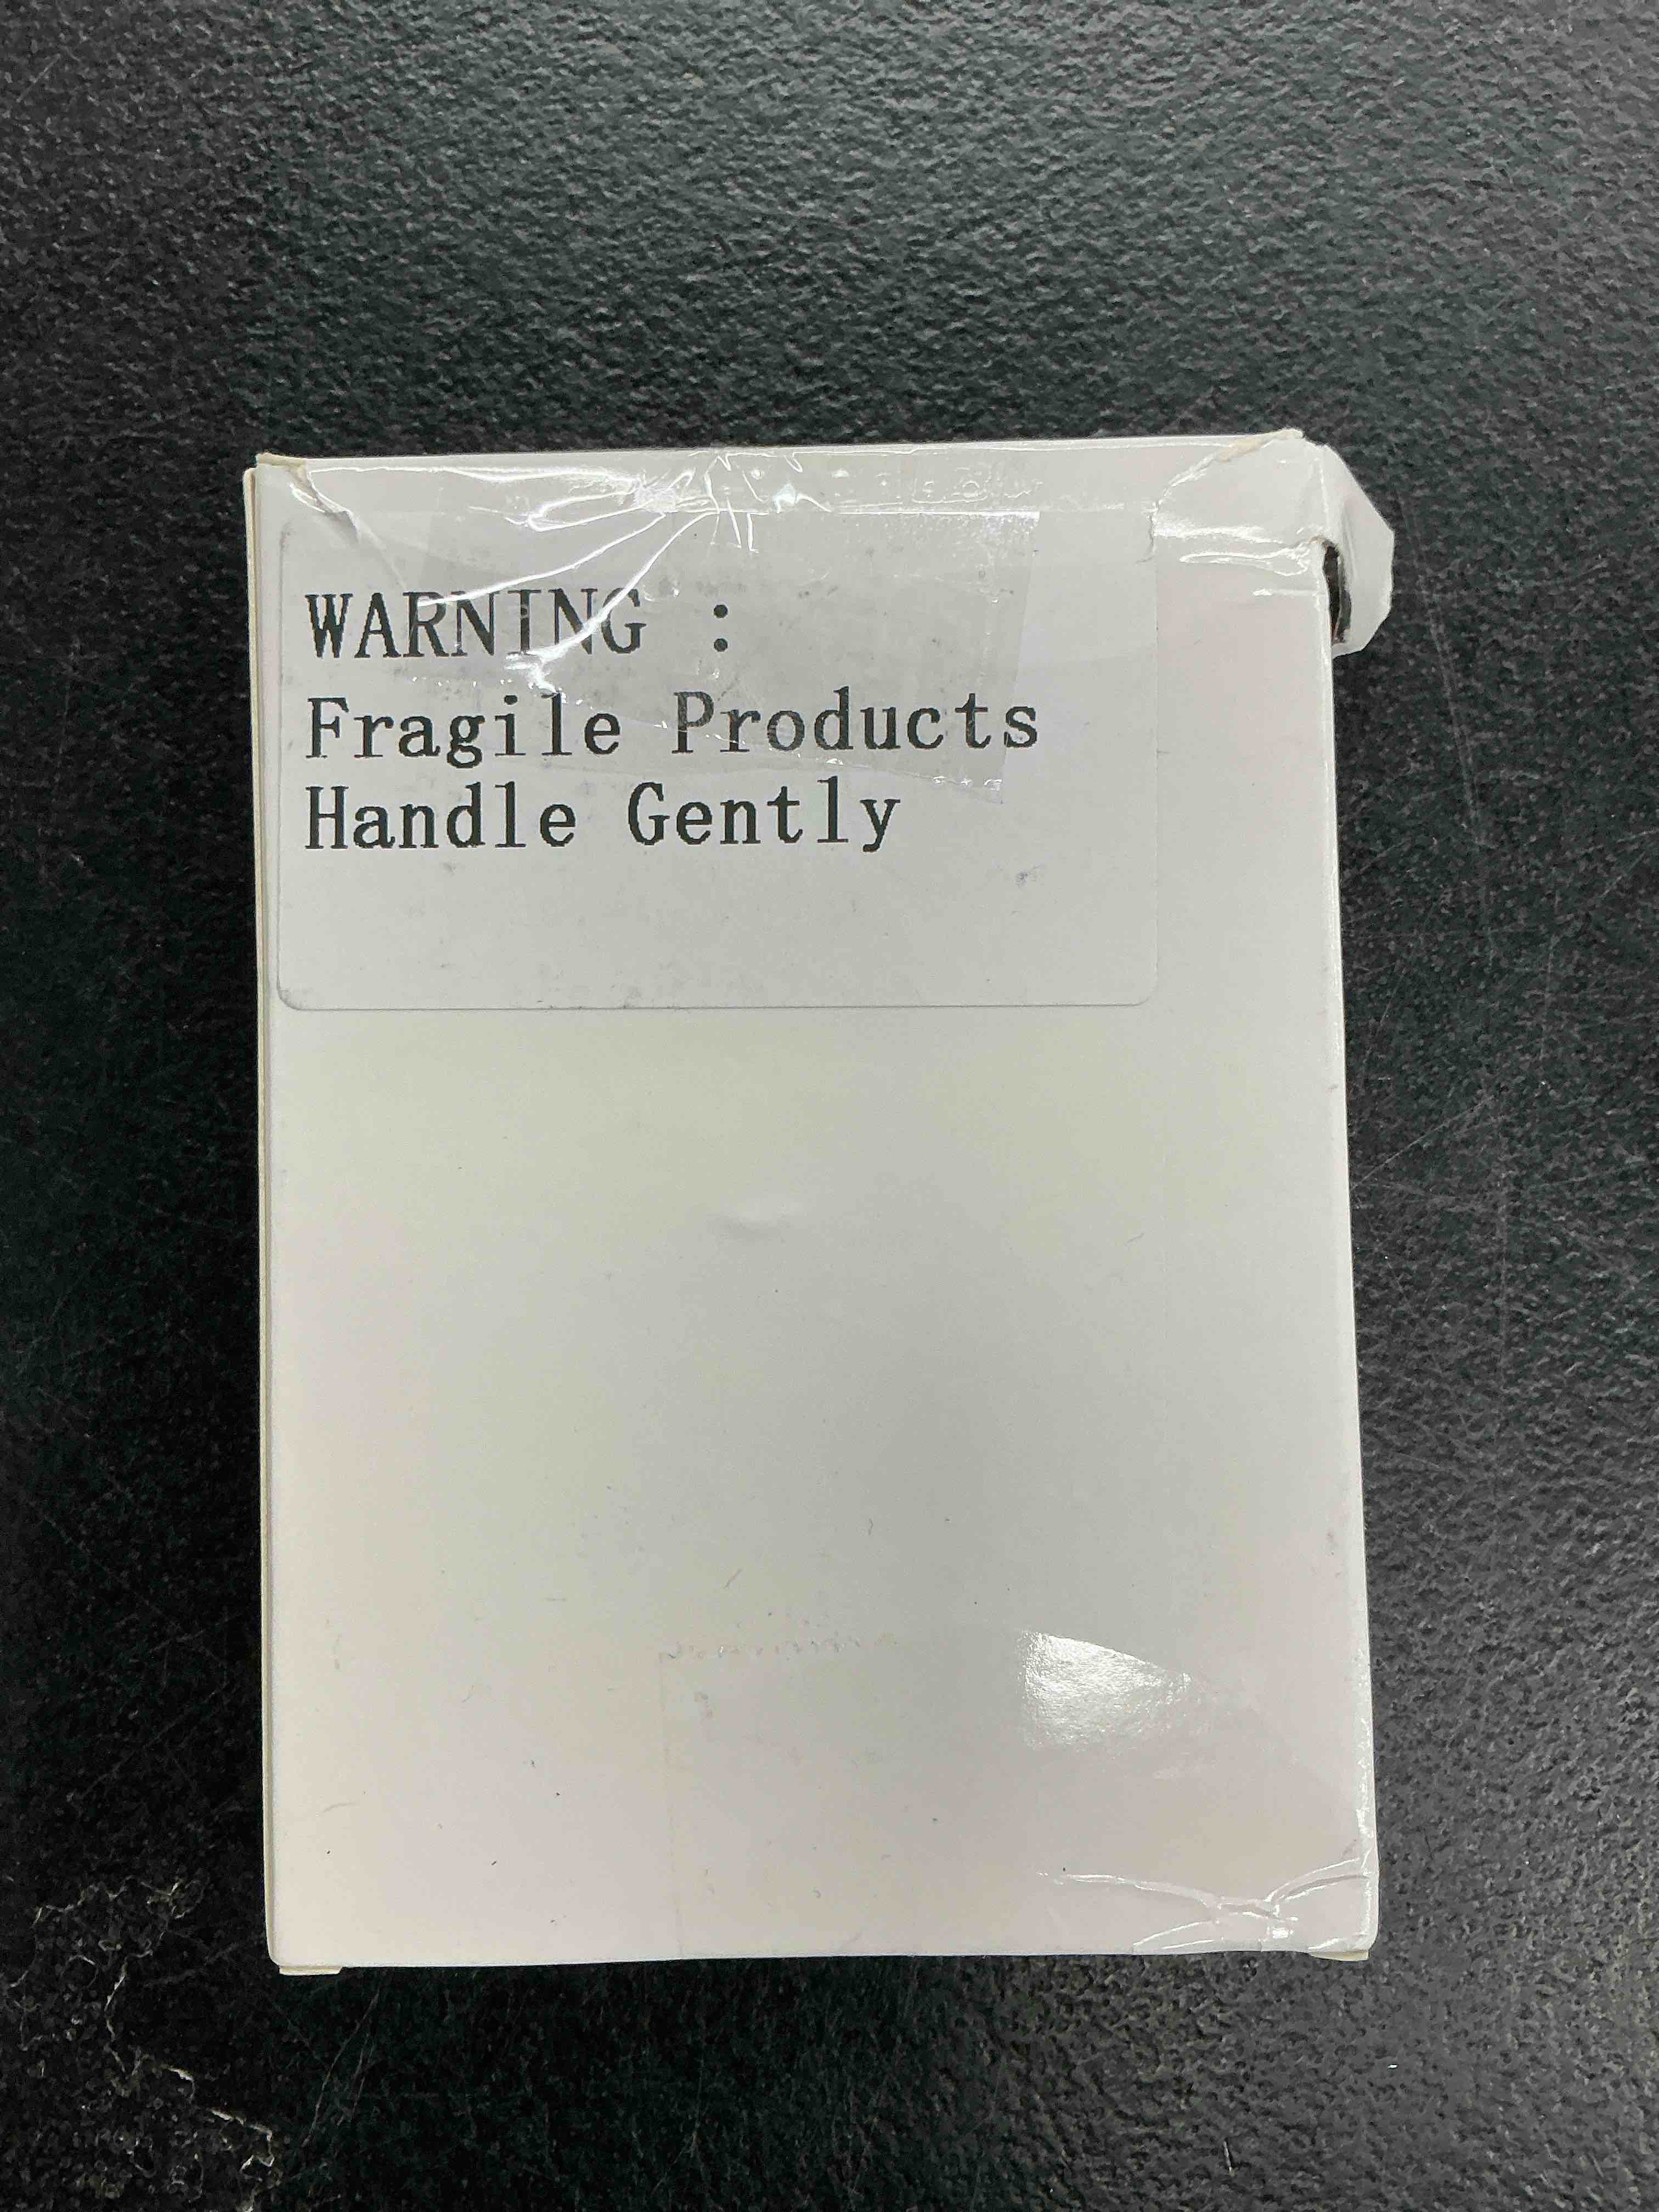 WARNING :
Fragile Products
Handle Gently